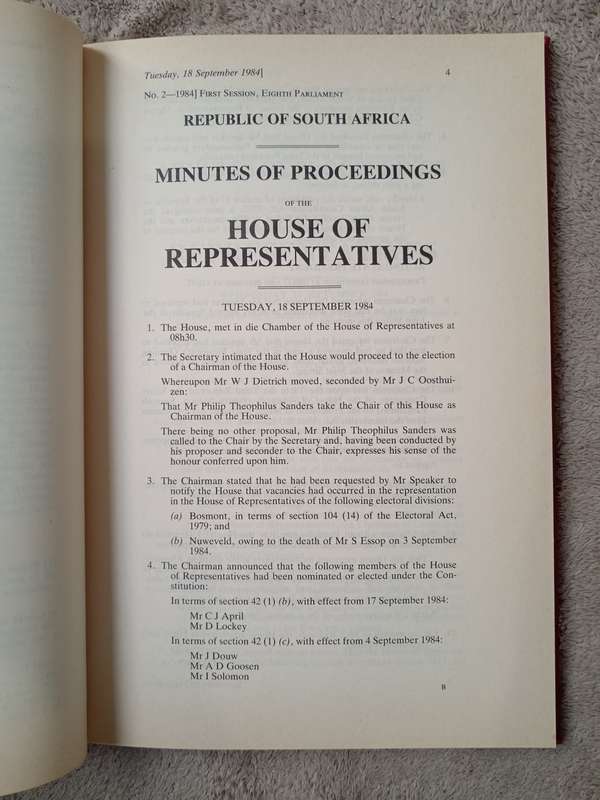 Tuesday, 18 September 1984] 4
No. 2—1984] First Session, Eighth Parliament
REPUBLIC OF SOUTH AFRICA
MINUTES OF PROCEEDINGS
OF THE
HOUSE OF
REPRESENTATIVES
TUESDAY, 18 SEPTEMBER 1984
1. The House, met in die Chamber of the House of Representatives at
08h30.
2. The Secretary intimated that the House would proceed to the election
of a Chairman of the House.
Whereupon Mr W J Dietrich moved, seconded by Mr J C Oosthui-
zen:
That Mr Philip Theophilus Sanders take the Chair of this House as
Chairman of the House.
There being no other proposal, Mr Philip Theophilus Sanders was
called to the Chair by the Secretary and, having been conducted by
his proposer and seconder to the Chair, expresses his sense of the
honour conferred upon him.
3. The Chairman stated that he had been requested by Mr Speaker to
notify the House that vacancies had occurred in the representation
in the House of Representatives of the following electoral divisions:
(a) Bosmont, in terms of section 104 (14) of the Electoral Act,
1979; and
(b) Nuweveld, owing to the death of Mr S Essop on 3 September
1984.
4. The Chairman announced that the following members of the House
of Representatives had been nominated or elected under the Con-
stitution:
In terms of section 42 (1) (b), with effect from 17 September 1984:
Mr C J April
Mr D Lockey
In terms of section 42 (1) (c), with effect from 4 September 1984:
Mr J Douw
Mr A D Goosen
Mr I Solomon
B